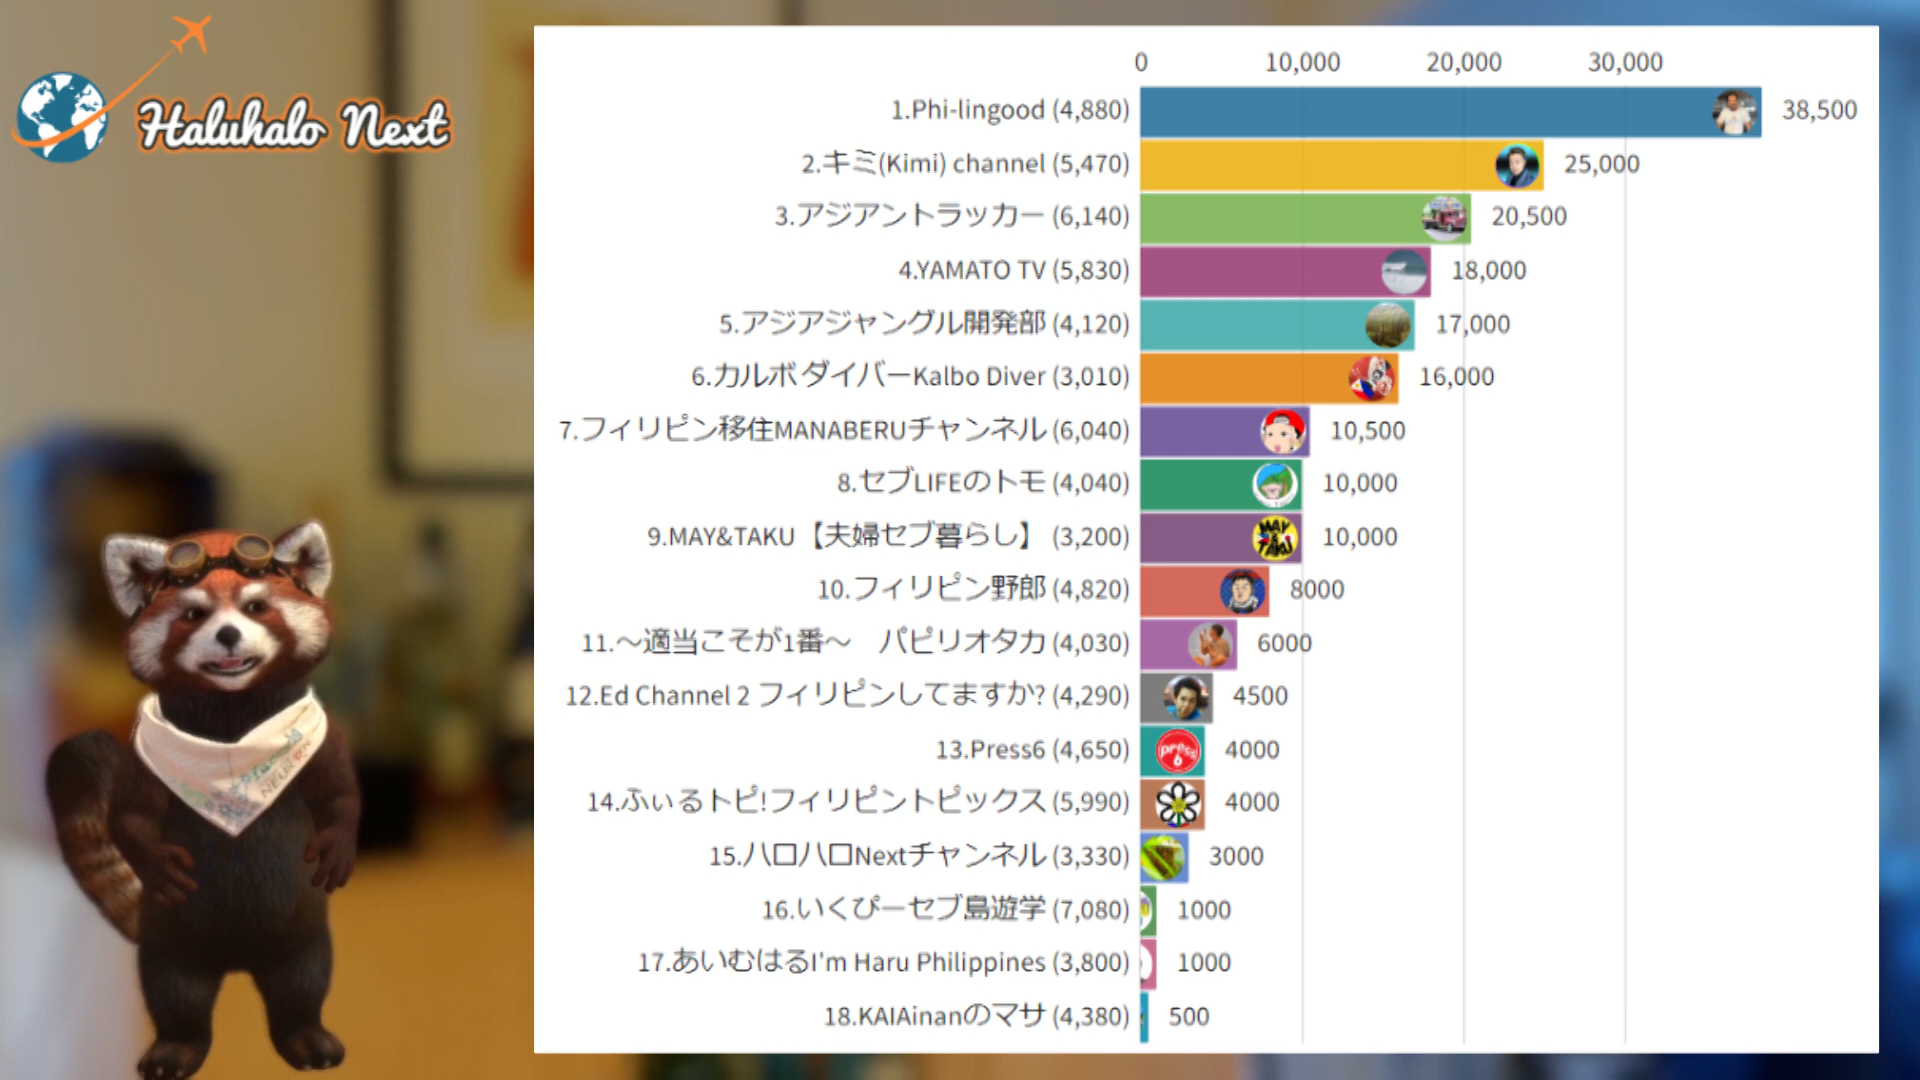 Haluhalo Next
0 10,000 20,000 30,000
1.Phi-lingood (4,880) 38,500
2.キミ(Kimi) channel (5,470) 25,000
3.アジアントラッカー (6,140) 20,500
4.YAMATO TV (5,830) 18,000
5.アジアジャングル開発部 (4,120) 17,000
6.カルボダイバーKalbo Diver (3,010) 16,000
7.フィリピン移住MANABERUチャンネル (6,040) 10,500
8.セブLIFEのトモ (4,040) 10,000
9.MAY&TAKU【夫婦セブ暮らし】 (3,200) MAY & TAKU 10,000
10.フィリピン野郎 (4,820) 8000
11.～適当こそが1番～　パピリオタカ (4,030) 6000
12.Ed Channel 2 フィリピンしてますか? (4,290) 4500
13.Press6 (4,650) press 6 4000
14.ふぃるトピ!フィリピントピックス (5,990) 4000
15.ハロハロNextチャンネル (3,330) 3000
16.いくぴーセブ島遊学 (7,080) 1000
17.あいむはるI'm Haru Philippines (3,800) 1000
18.KAIAinanのマサ (4,380) 500